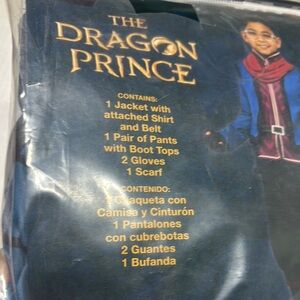 THE
DRAGON
PRINCE
CONTAINS:
1 Jacket with
attached Shirt
and Belt
1 Pair of Pants
with Boot Tops
2 Gloves
1 Scarf
CONTENIDO:
Chaqueta con
Camisa y Cinturón
1 Pantalones
con cubrebotas
2 Guantes
1 Bufanda